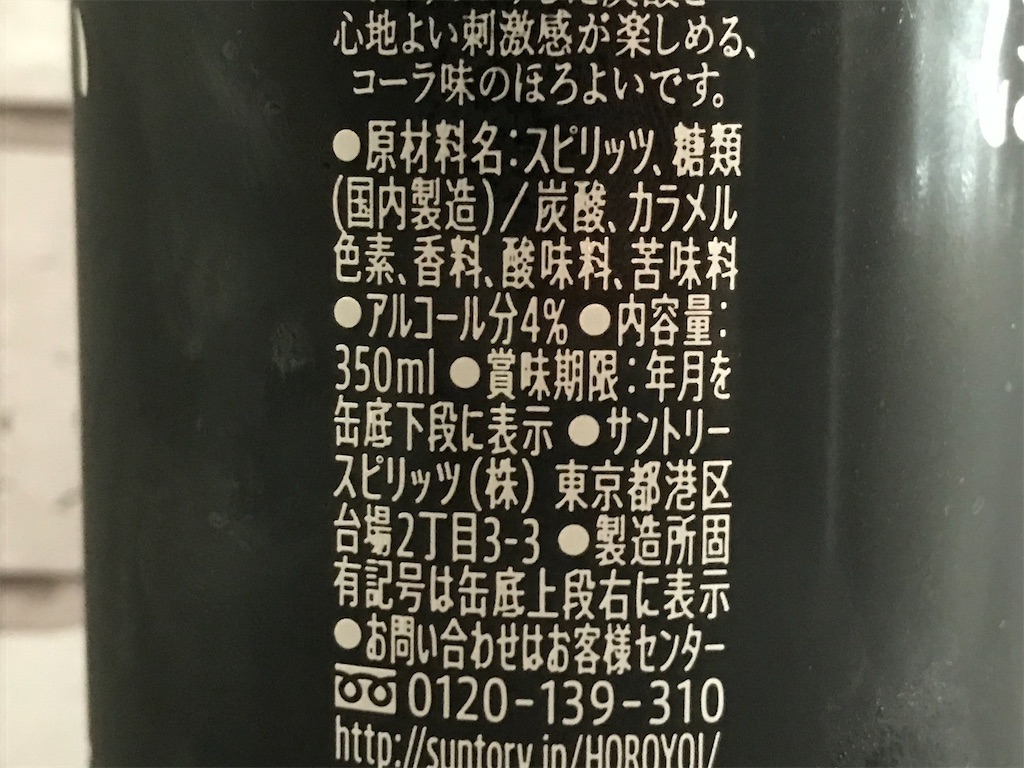 心地よい刺激感が楽しめる、
コーラ味のほろよいです。
●原材料名:スピリッツ、糖類
(国内製造)/炭酸、カラメル
色素、香料、酸味料、苦味料
●アルコール分4% ●内容量:
350ml ●賞味期限:年月を
缶底下段に表示 ●サントリー
スピリッツ(株) 東京都港区
台場2丁目3-3 ●製造所固
有記号は缶底上段右に表示
●お問い合わせはお客様センター
0120-139-310
http://suntory.jp/HOROYOI/